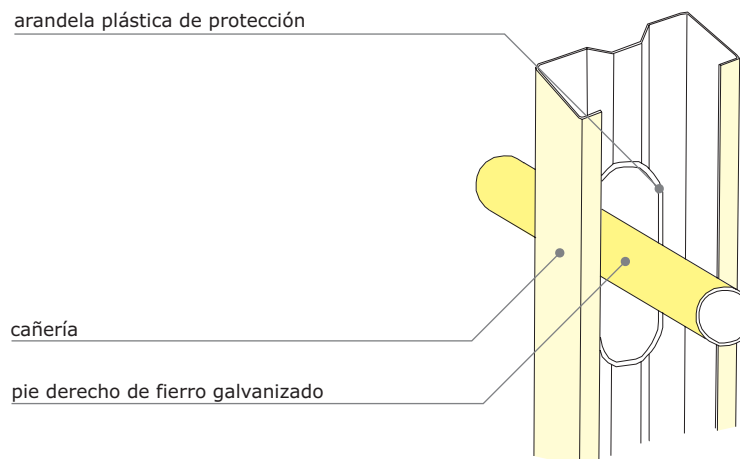 arandela plástica de protección
cañería
pie derecho de fierro galvanizado